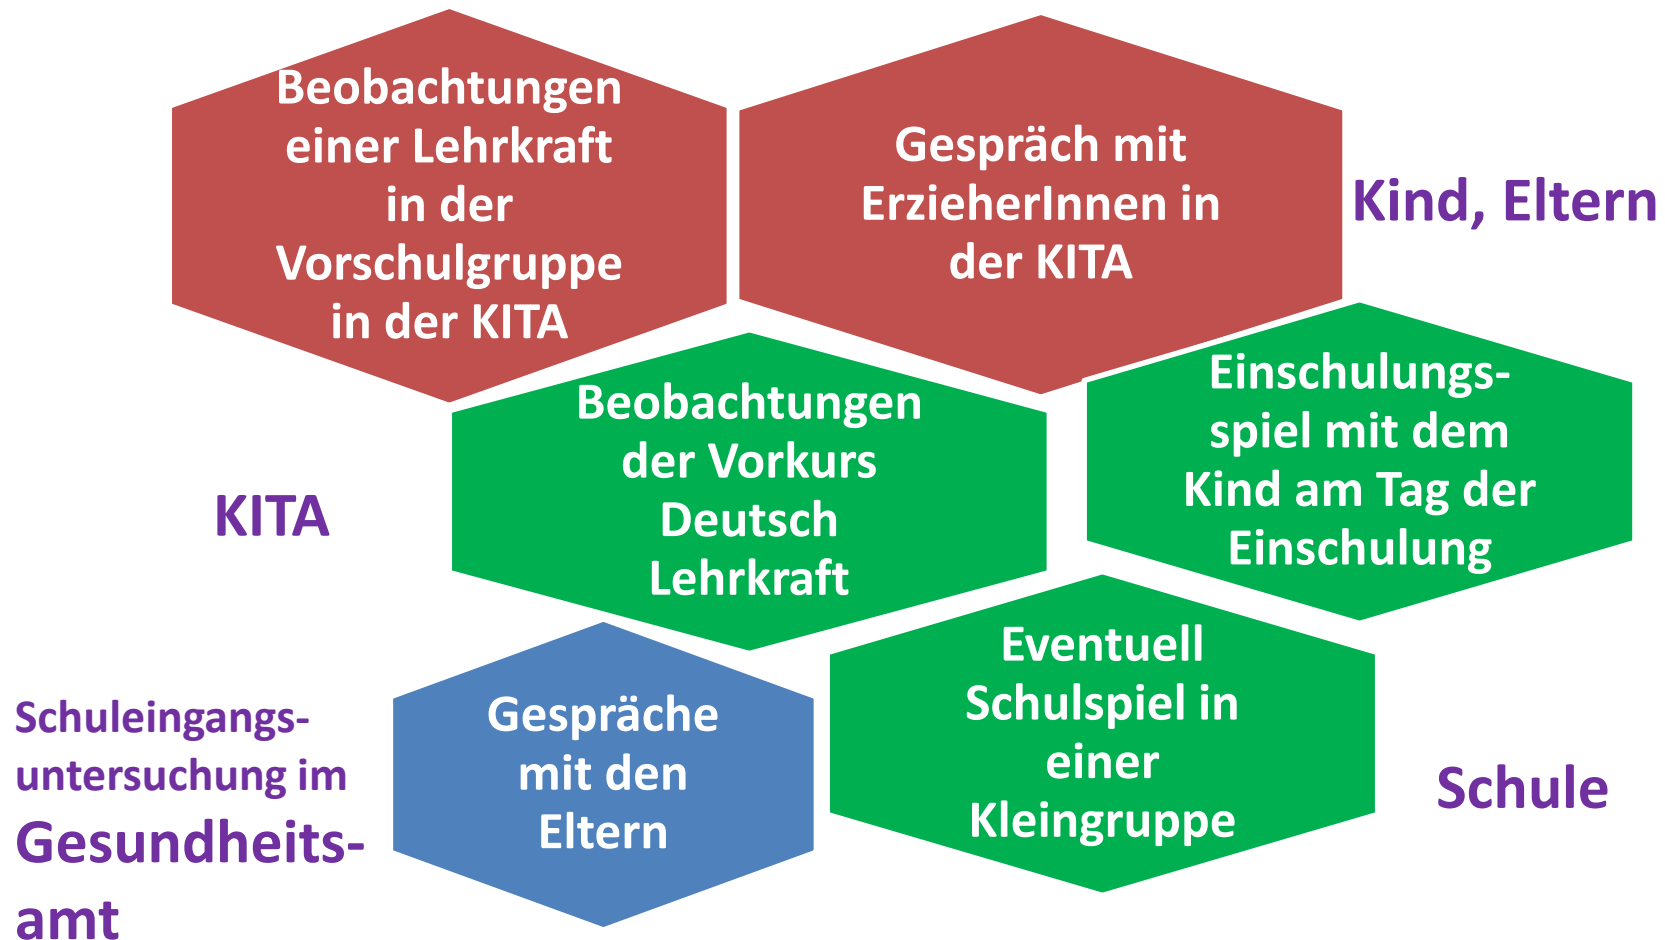 Beobachtungen
einer Lehrkraft
in der
Vorschulgruppe
in der KITA
Gespräch mit
ErzieherInnen in
der KITA
Kind, Eltern
Beobachtungen
der Vorkurs
Deutsch
Lehrkraft
Einschulungs-
spiel mit dem
Kind am Tag der
Einschulung
KITA
Schuleingangs-
untersuchung im
Gesundheits-
amt
Gespräche
mit den
Eltern
Eventuell
Schulspiel in
einer
Kleingruppe
Schule